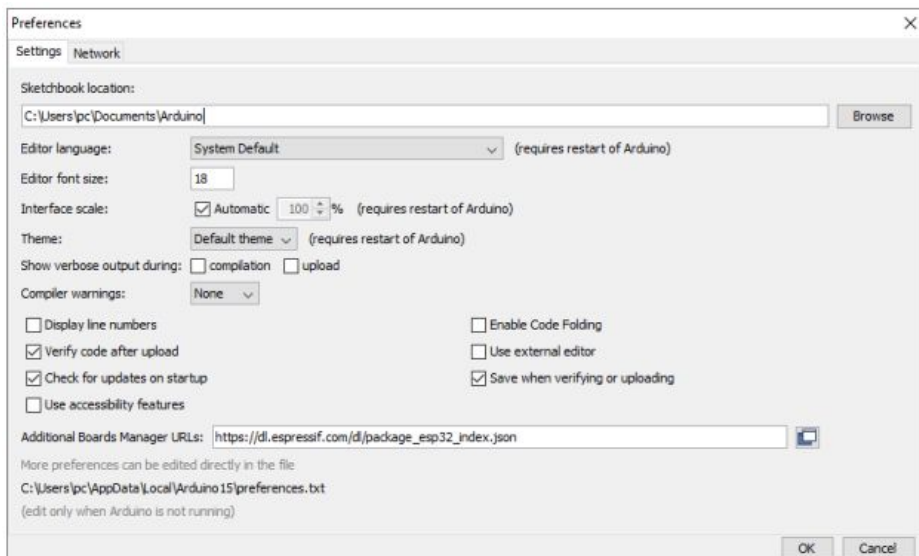 Preferences
Settings Network
Sketchbook location:
C:\Users\pc\Documents\Arduino
Browse
Editor language: System Default (requires restart of Arduino)
Editor font size: 18
Interface scale: Automatic 100 % (requires restart of Arduino)
Theme: Default theme (requires restart of Arduino)
Show verbose output during: compilation upload
Compiler warnings: None
Display line numbers Enable Code Folding
Verify code after upload Use external editor
Check for updates on startup Save when verifying or uploading
Use accessibility features
Additional Boards Manager URLs: https://dl.espressif.com/dl/package_esp32_index.json
More preferences can be edited directly in the file
C:\Users\pc\AppData\Local\Arduino15\preferences.txt
(edit only when Arduino is not running)
OK Cancel